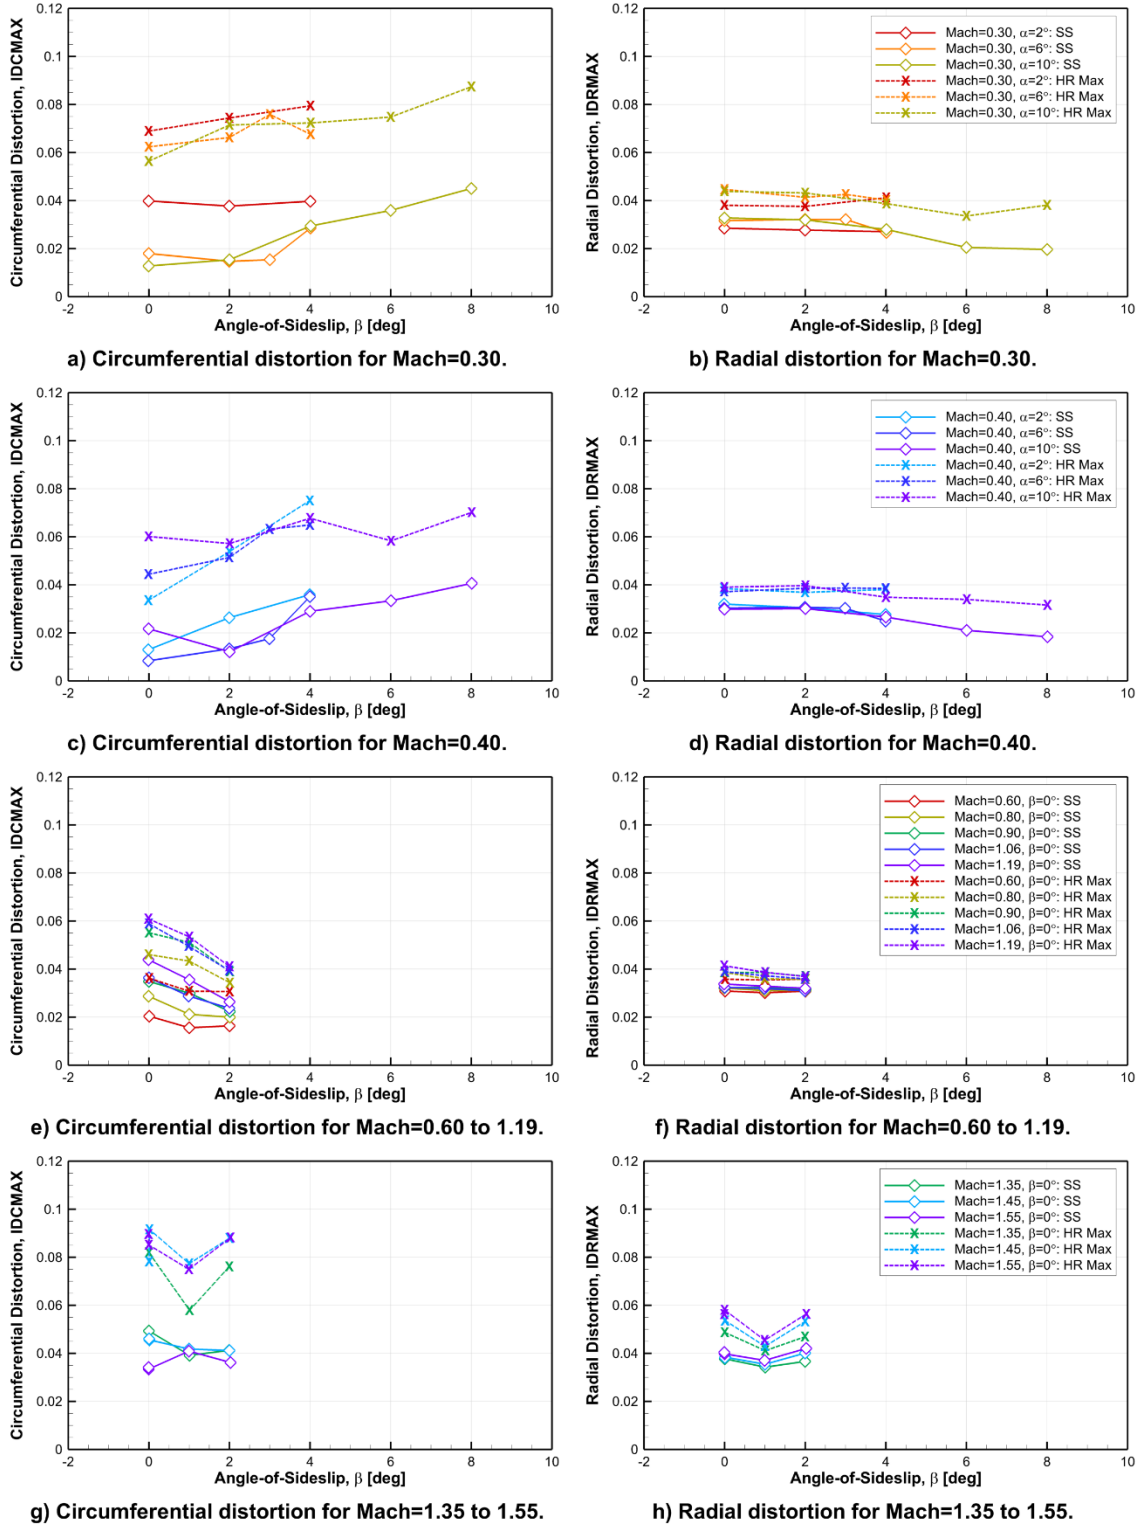 Circumferential Distortion, IDCMAX
0.12
0.1
0.08
0.06
0.04
0.02
0
-2
0
2
4
6
8
10
Angle-of-Sideslip, β [deg]
a) Circumferential distortion for Mach=0.30.
Radial Distortion, IDRMAX
0.12
0.1
0.08
0.06
0.04
0.02
0
-2
0
2
4
6
8
10
Mach=0.30, α=2°: SS
Mach=0.30, α=6°: SS
Mach=0.30, α=10°: SS
Mach=0.30, α=2°: HR Max
Mach=0.30, α=6°: HR Max
Mach=0.30, α=10°: HR Max
Angle-of-Sideslip, β [deg]
b) Radial distortion for Mach=0.30.
Circumferential Distortion, IDCMAX
0.12
0.1
0.08
0.06
0.04
0.02
0
-2
0
2
4
6
8
10
Angle-of-Sideslip, β [deg]
c) Circumferential distortion for Mach=0.40.
Radial Distortion, IDRMAX
0.12
0.1
0.08
0.06
0.04
0.02
0
-2
0
2
4
6
8
10
Mach=0.40, α=2°: SS
Mach=0.40, α=6°: SS
Mach=0.40, α=10°: SS
Mach=0.40, α=2°: HR Max
Mach=0.40, α=6°: HR Max
Mach=0.40, α=10°: HR Max
Angle-of-Sideslip, β [deg]
d) Radial distortion for Mach=0.40.
Circumferential Distortion, IDCMAX
0.12
0.1
0.08
0.06
0.04
0.02
0
-2
0
2
4
6
8
10
Angle-of-Sideslip, β [deg]
e) Circumferential distortion for Mach=0.60 to 1.19.
Radial Distortion, IDRMAX
0.12
0.1
0.08
0.06
0.04
0.02
0
-2
0
2
4
6
8
10
Mach=0.60, β=0°: SS
Mach=0.80, β=0°: SS
Mach=0.90, β=0°: SS
Mach=1.06, β=0°: SS
Mach=1.19, β=0°: SS
Mach=0.60, β=0°: HR Max
Mach=0.80, β=0°: HR Max
Mach=0.90, β=0°: HR Max
Mach=1.06, β=0°: HR Max
Mach=1.19, β=0°: HR Max
Angle-of-Sideslip, β [deg]
f) Radial distortion for Mach=0.60 to 1.19.
Circumferential Distortion, IDCMAX
0.12
0.1
0.08
0.06
0.04
0.02
0
-2
0
2
4
6
8
10
Angle-of-Sideslip, β [deg]
g) Circumferential distortion for Mach=1.35 to 1.55.
Radial Distortion, IDRMAX
0.12
0.1
0.08
0.06
0.04
0.02
0
-2
0
2
4
6
8
10
Mach=1.35, β=0°: SS
Mach=1.45, β=0°: SS
Mach=1.55, β=0°: SS
Mach=1.35, β=0°: HR Max
Mach=1.45, β=0°: HR Max
Mach=1.55, β=0°: HR Max
Angle-of-Sideslip, β [deg]
h) Radial distortion for Mach=1.35 to 1.55.